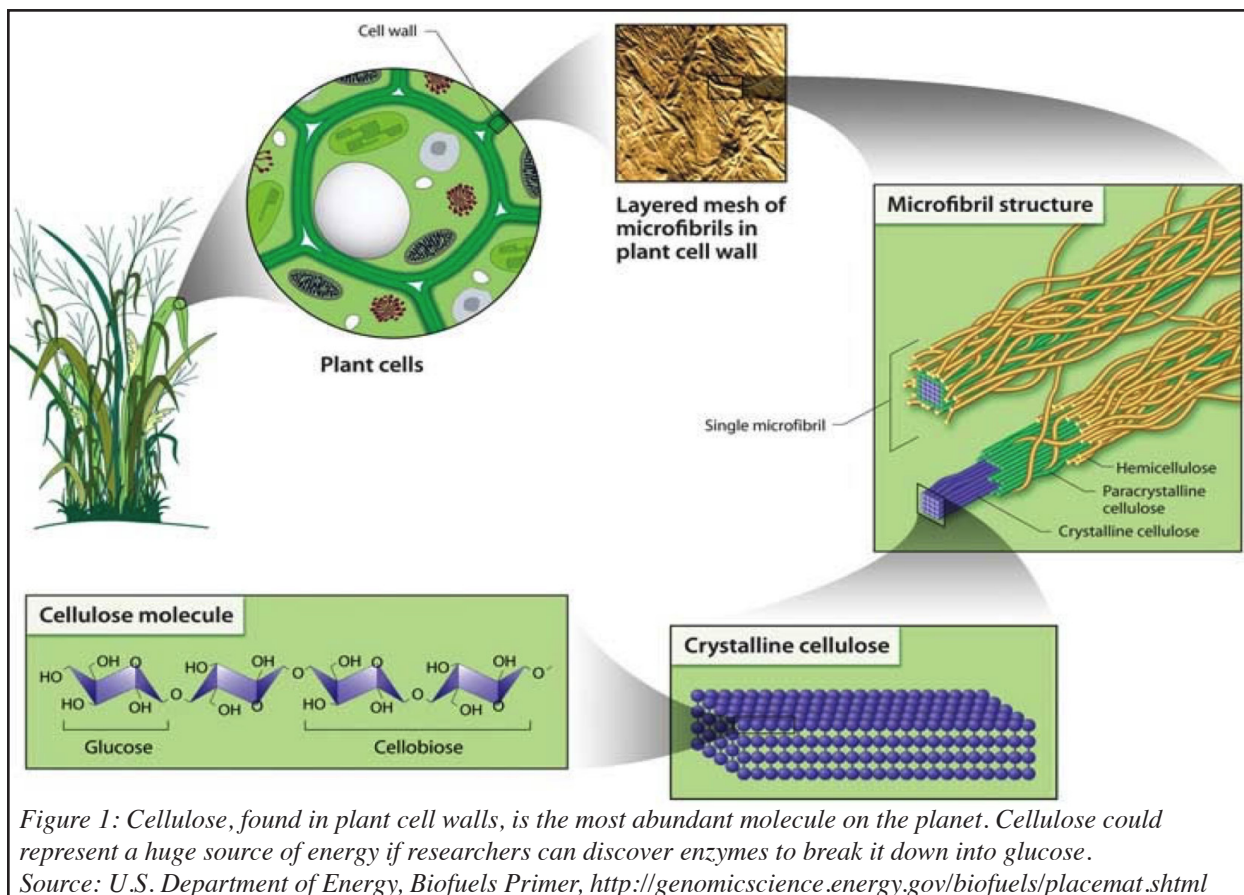 Cell wall
Plant cells
Layered mesh of
microfibrils in
plant cell wall
Microfibril structure
Single microfibril
Hemicellulose
Paracrystalline
cellulose
Crystalline cellulose
Cellulose molecule
HO OH O HO OH O OH O HO OH O
HO OH O OH O HO OH O OH O
Glucose
Cellobiose
Crystalline cellulose
Figure 1: Cellulose, found in plant cell walls, is the most abundant molecule on the planet. Cellulose could
represent a huge source of energy if researchers can discover enzymes to break it down into glucose.
Source: U.S. Department of Energy, Biofuels Primer, http://genomicscience.energy.gov/biofuels/placemat.shtml